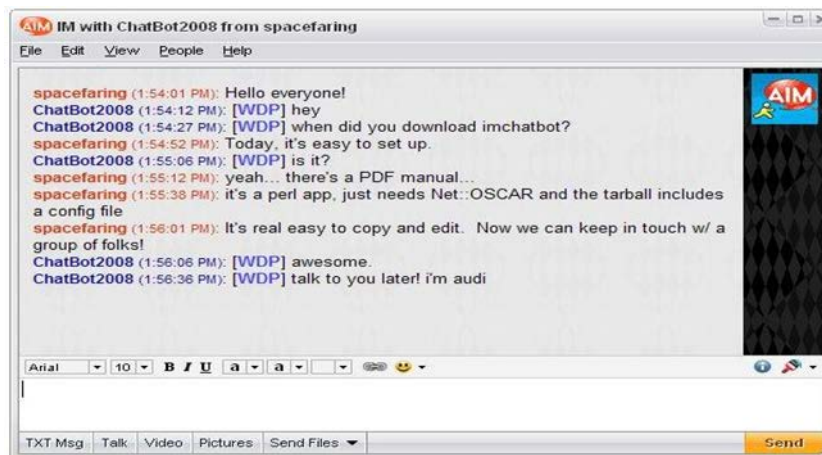 AIM IM with ChatBot2008 from spacefaring
File Edit View People Help
spacefaring (1:54:01 PM): Hello everyone!
AIM
ChatBot2008 (1:54:12 PM): [WDP] hey
ChatBot2008 (1:54:27 PM): [WDP] when did you download imchatbot?
spacefaring (1:54:52 PM): Today, it's easy to set up.
ChatBot2008 (1:55:06 PM): [WDP] is it?
spacefaring (1:55:12 PM): yeah... there's a PDF manual...
spacefaring (1:55:38 PM): it's a perl app, just needs Net::OSCAR and the tarball includes
a config file
spacefaring (1:56:01 PM): It's real easy to copy and edit. Now we can keep in touch w/ a
group of folks!
ChatBot2008 (1:56:06 PM): [WDP] awesome.
ChatBot2008 (1:56:36 PM): [WDP] talk to you later! i'm audi
Arial 10 B I U a a
TXT Msg Talk Video Pictures Send Files Send